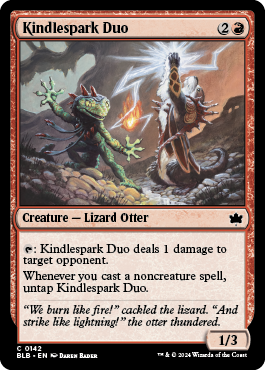 Kindlespark Duo 2
Creature — Lizard Otter
: Kindlespark Duo deals 1 damage to
target opponent.
Whenever you cast a noncreature spell,
untap Kindlespark Duo.
“We burn like fire!” cackled the lizard. “And
strike like lightning!” the otter thundered.
1/3
C 0142
BLB • EN Daren Bader
™ & © 2024 Wizards of the Coast